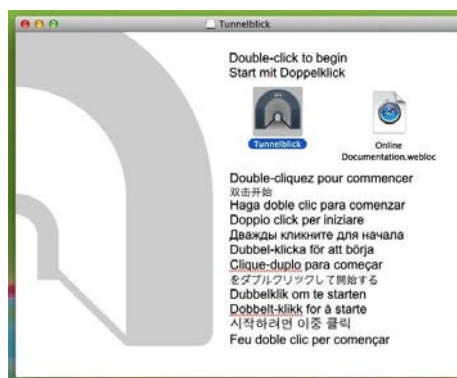 Tunnelblick
Double-click to begin
Start mit Doppelklick
Tunnelblick
Online
Documentation.webloc
Double-cliquez pour commencer
双击开始
Haga doble clic para comenzar
Doppio click per iniziare
Дважды кликните для начала
Dubbel-klicka för att börja
Clique-duplo para começar
をダブルクリックして開始する
Dubbelklik om te starten
Dobbelt-klikk for å starte
시작하려면 이중 클릭
Feu doble clic per començar